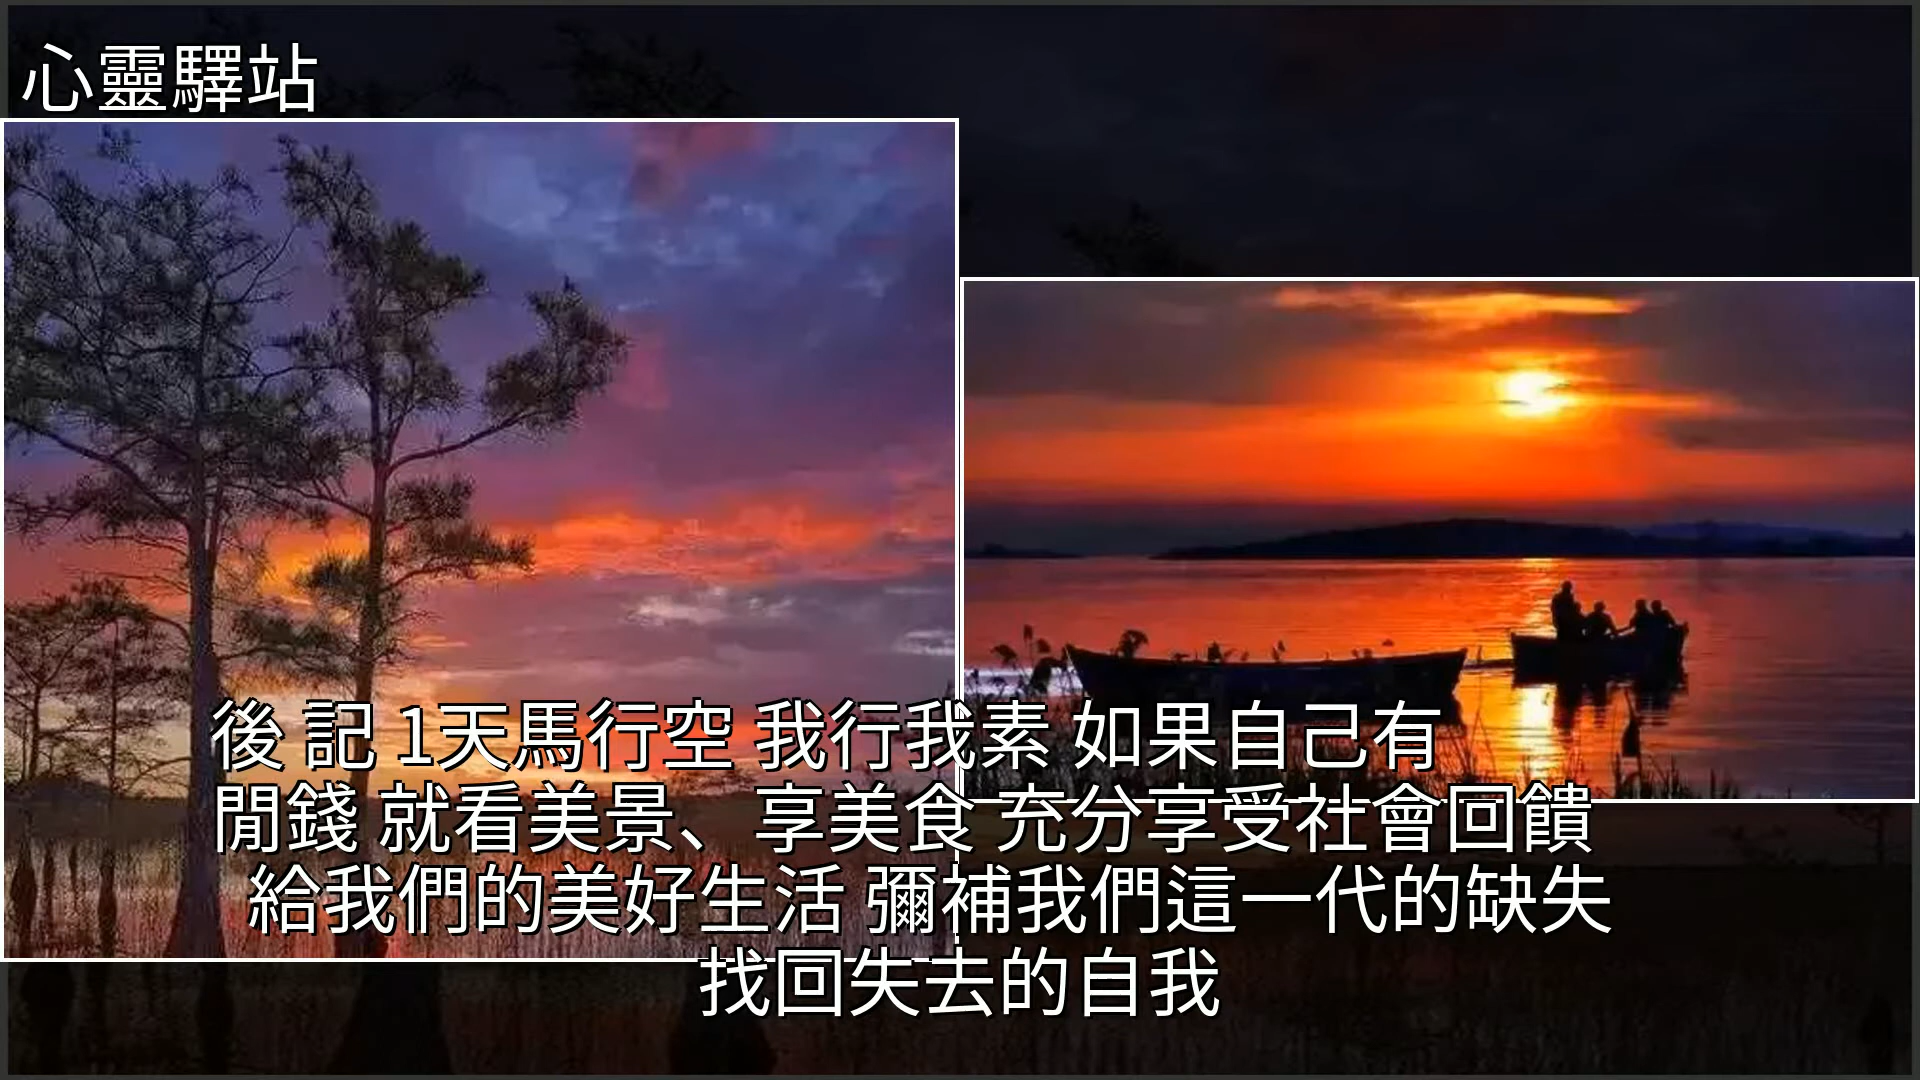 心靈驛站
後 記 1天馬行空 我行我素 如果自己有
閒錢 就看美景、享美食 充分享受社會回饋
給我們的美好生活 彌補我們這一代的缺失
找回失去的自我